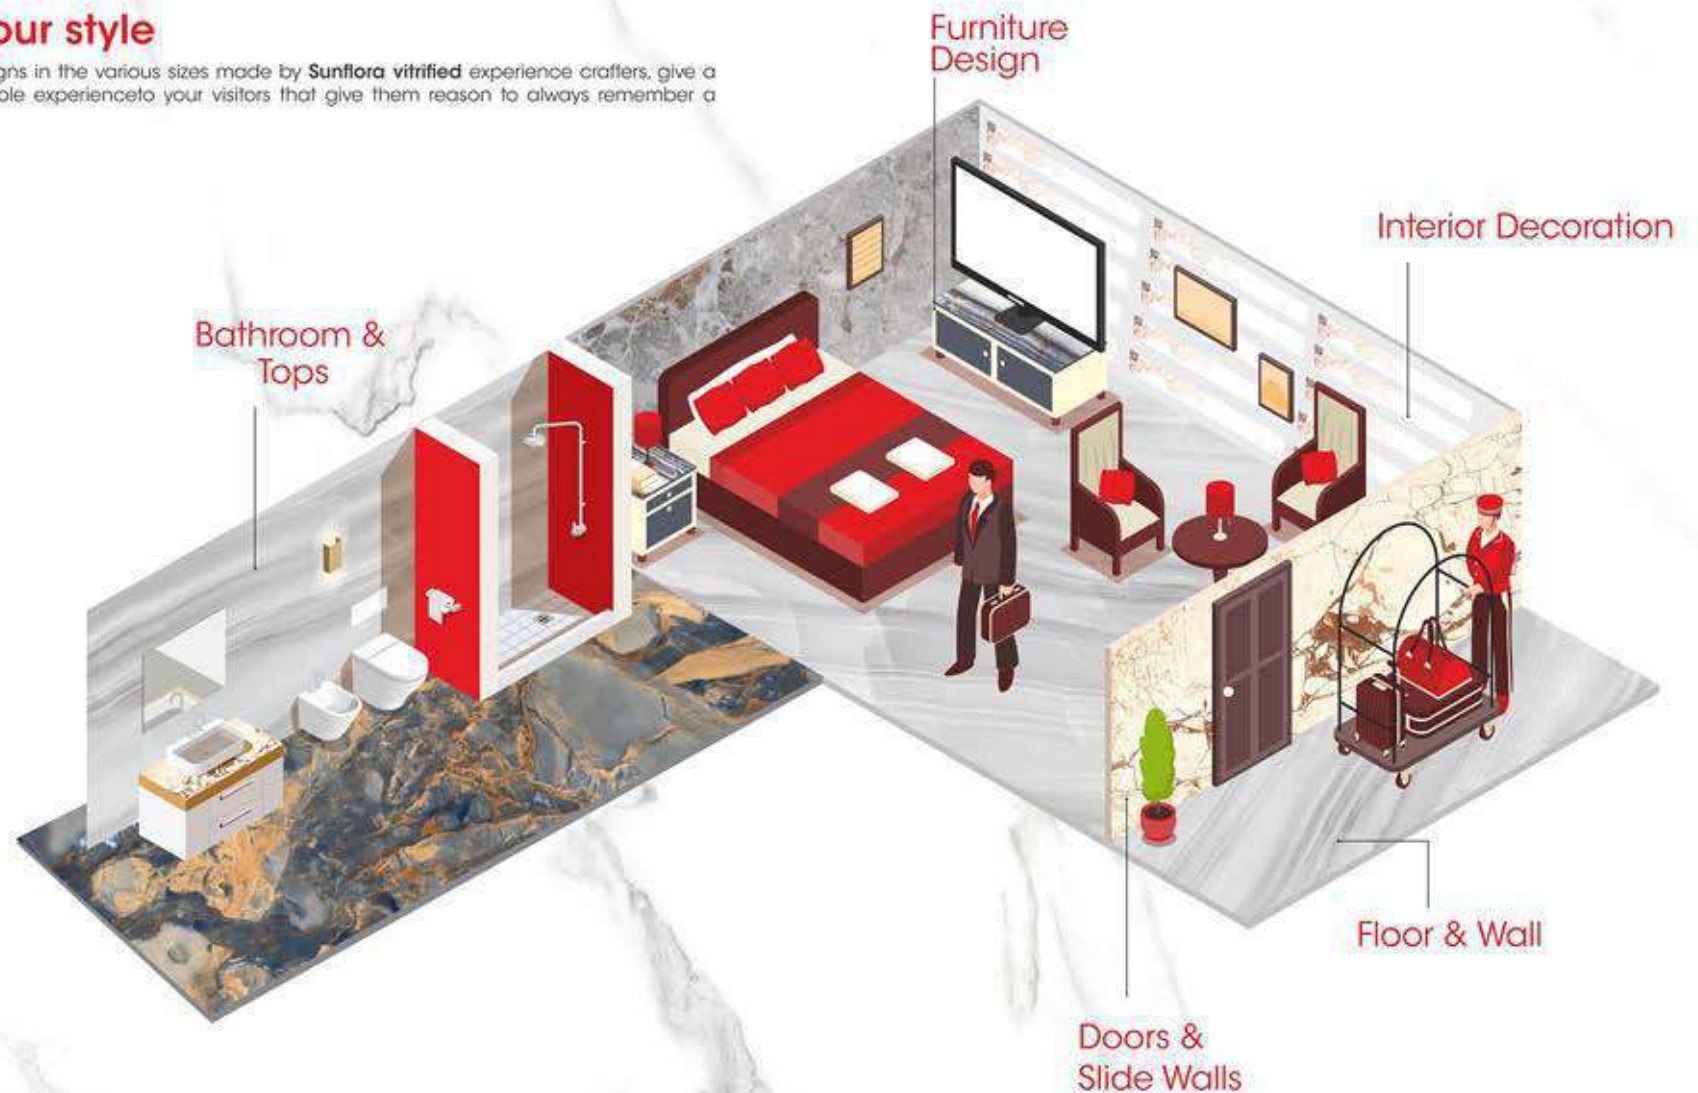 our style
gns in the various sizes made by Sunflora vitrified experience crafters, give a
ble experienceto your visitors that give them reason to always remember a
Furniture
Design
Interior Decoration
Bathroom &
Tops
Floor & Wall
Doors &
Slide Walls